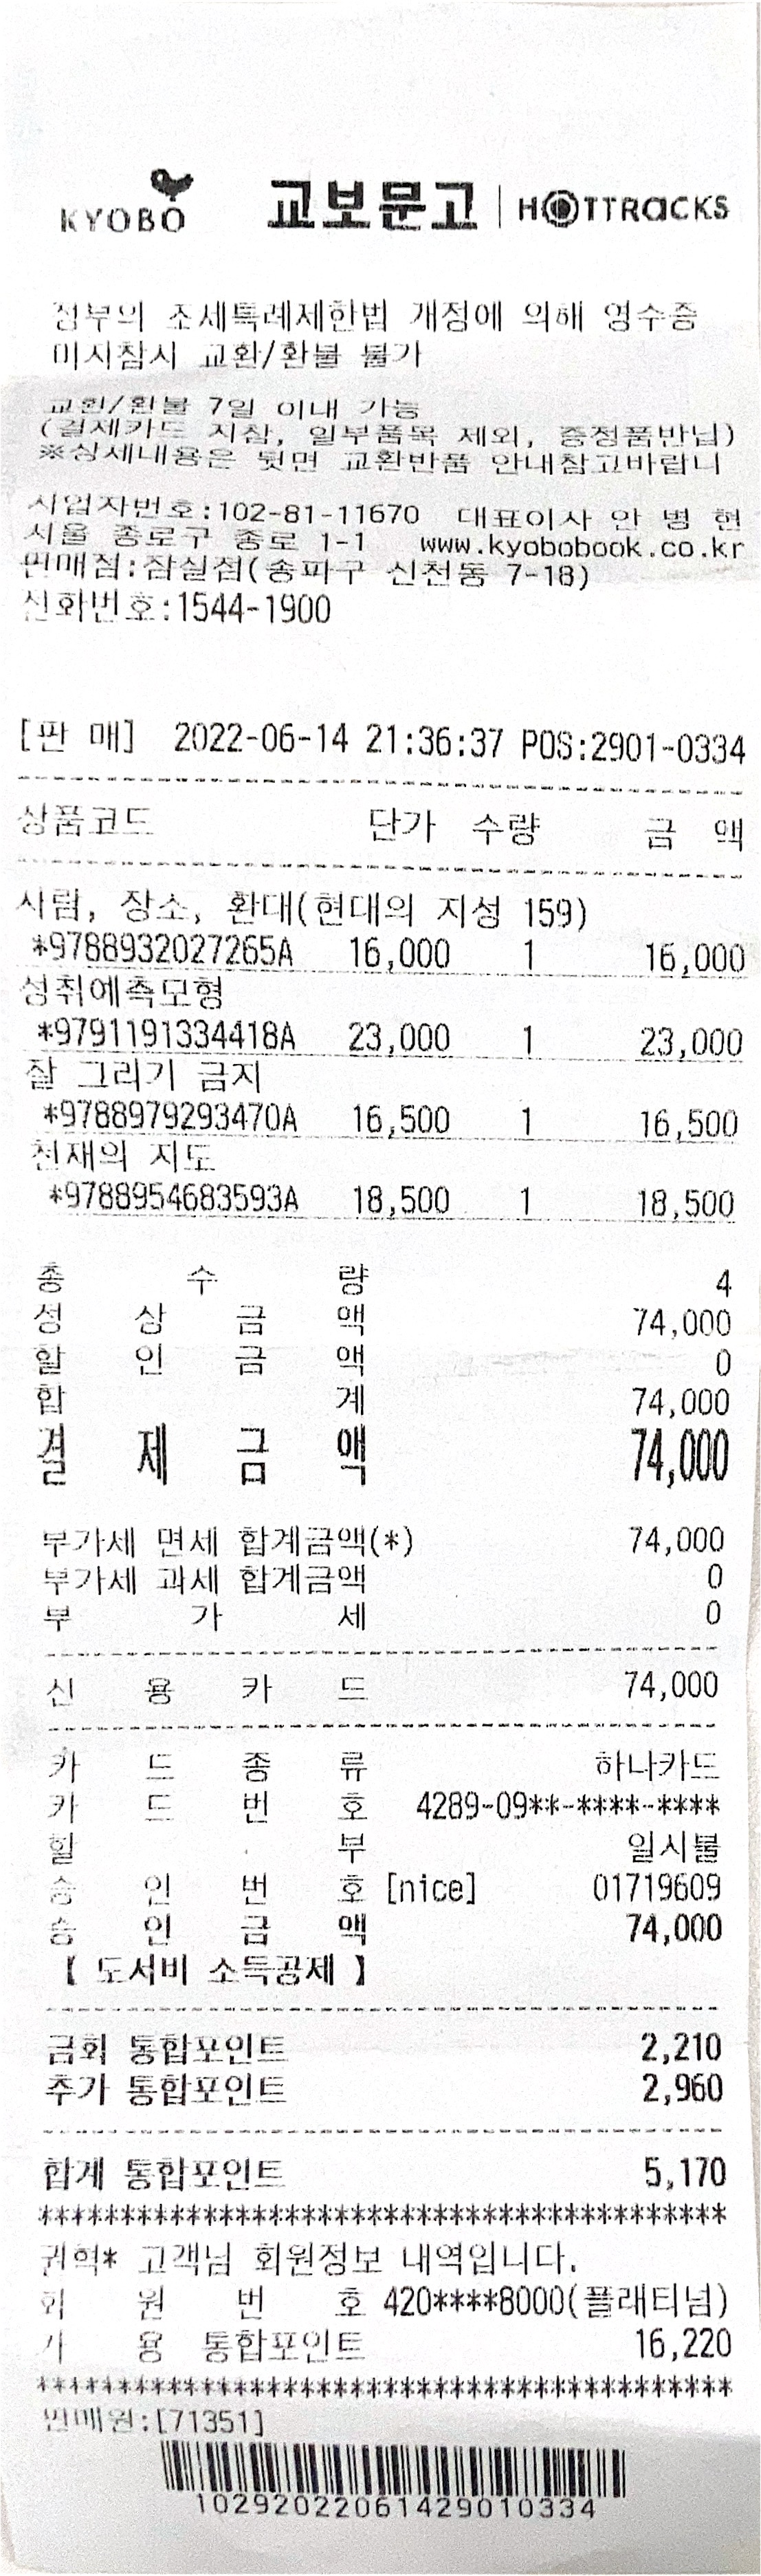 KYOBO 교보문고 | HOTTRACKS
정부의 조세특례제한법 개정에 의해 영수증
미지참시 교환/환불 불가
교환/환불 7일 이내 가능
(결제카드 지참, 일부품목 제외, 증정품반납)
※상세내용은 뒷면 교환반품 안내참고바랍니
사업자번호:102-81-11670 대표이사 안 병 현
서울 종로구 종로 1-1 www.kyobobook.co.kr
판매점:잠실점(송파구 신천동 7-18)
전화번호:1544-1900
[판 매] 2022-06-14 21:36:37 POS:2901-0334
상품코드 단가 수량 금 액
사람, 장소, 환대(현대의 지성 159)
*9788932027265A 16,000 1 16,000
성취예측모형
*9791191334418A 23,000 1 23,000
잘 그리기 금지
*9788979293470A 16,500 1 16,500
천재의 지도
*9788954683593A 18,500 1 18,500
총 수 량 4
정 상 금 액 74,000
할 인 금 액 0
합 계 74,000
결 제 금 액 74,000
부가세 면세 합계금액(*) 74,000
부가세 과세 합계금액 0
부 가 세 0
신 용 카 드 74,000
카 드 종 류 하나카드
카 드 번 호 4289-09**-****-****
할 부 일시불
승 인 번 호 [nice] 01719609
승 인 금 액 74,000
【 도서비 소득공제 】
금회 통합포인트 2,210
추가 통합포인트 2,960
합계 통합포인트 5,170
******************************************
권혁* 고객님 회원정보 내역입니다.
회 원 번 호 420****8000(플래티넘)
가 용 통합포인트 16,220
******************************************
판매원:[71351]
10292022061429010334